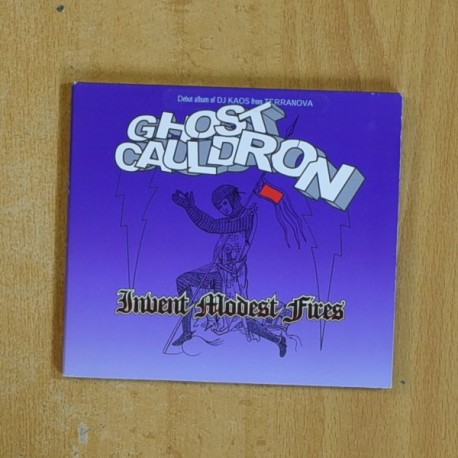 Debut album of DJ KAOS from TERRANOVA
GHOST
CAULDRON
Invent Modest Fires